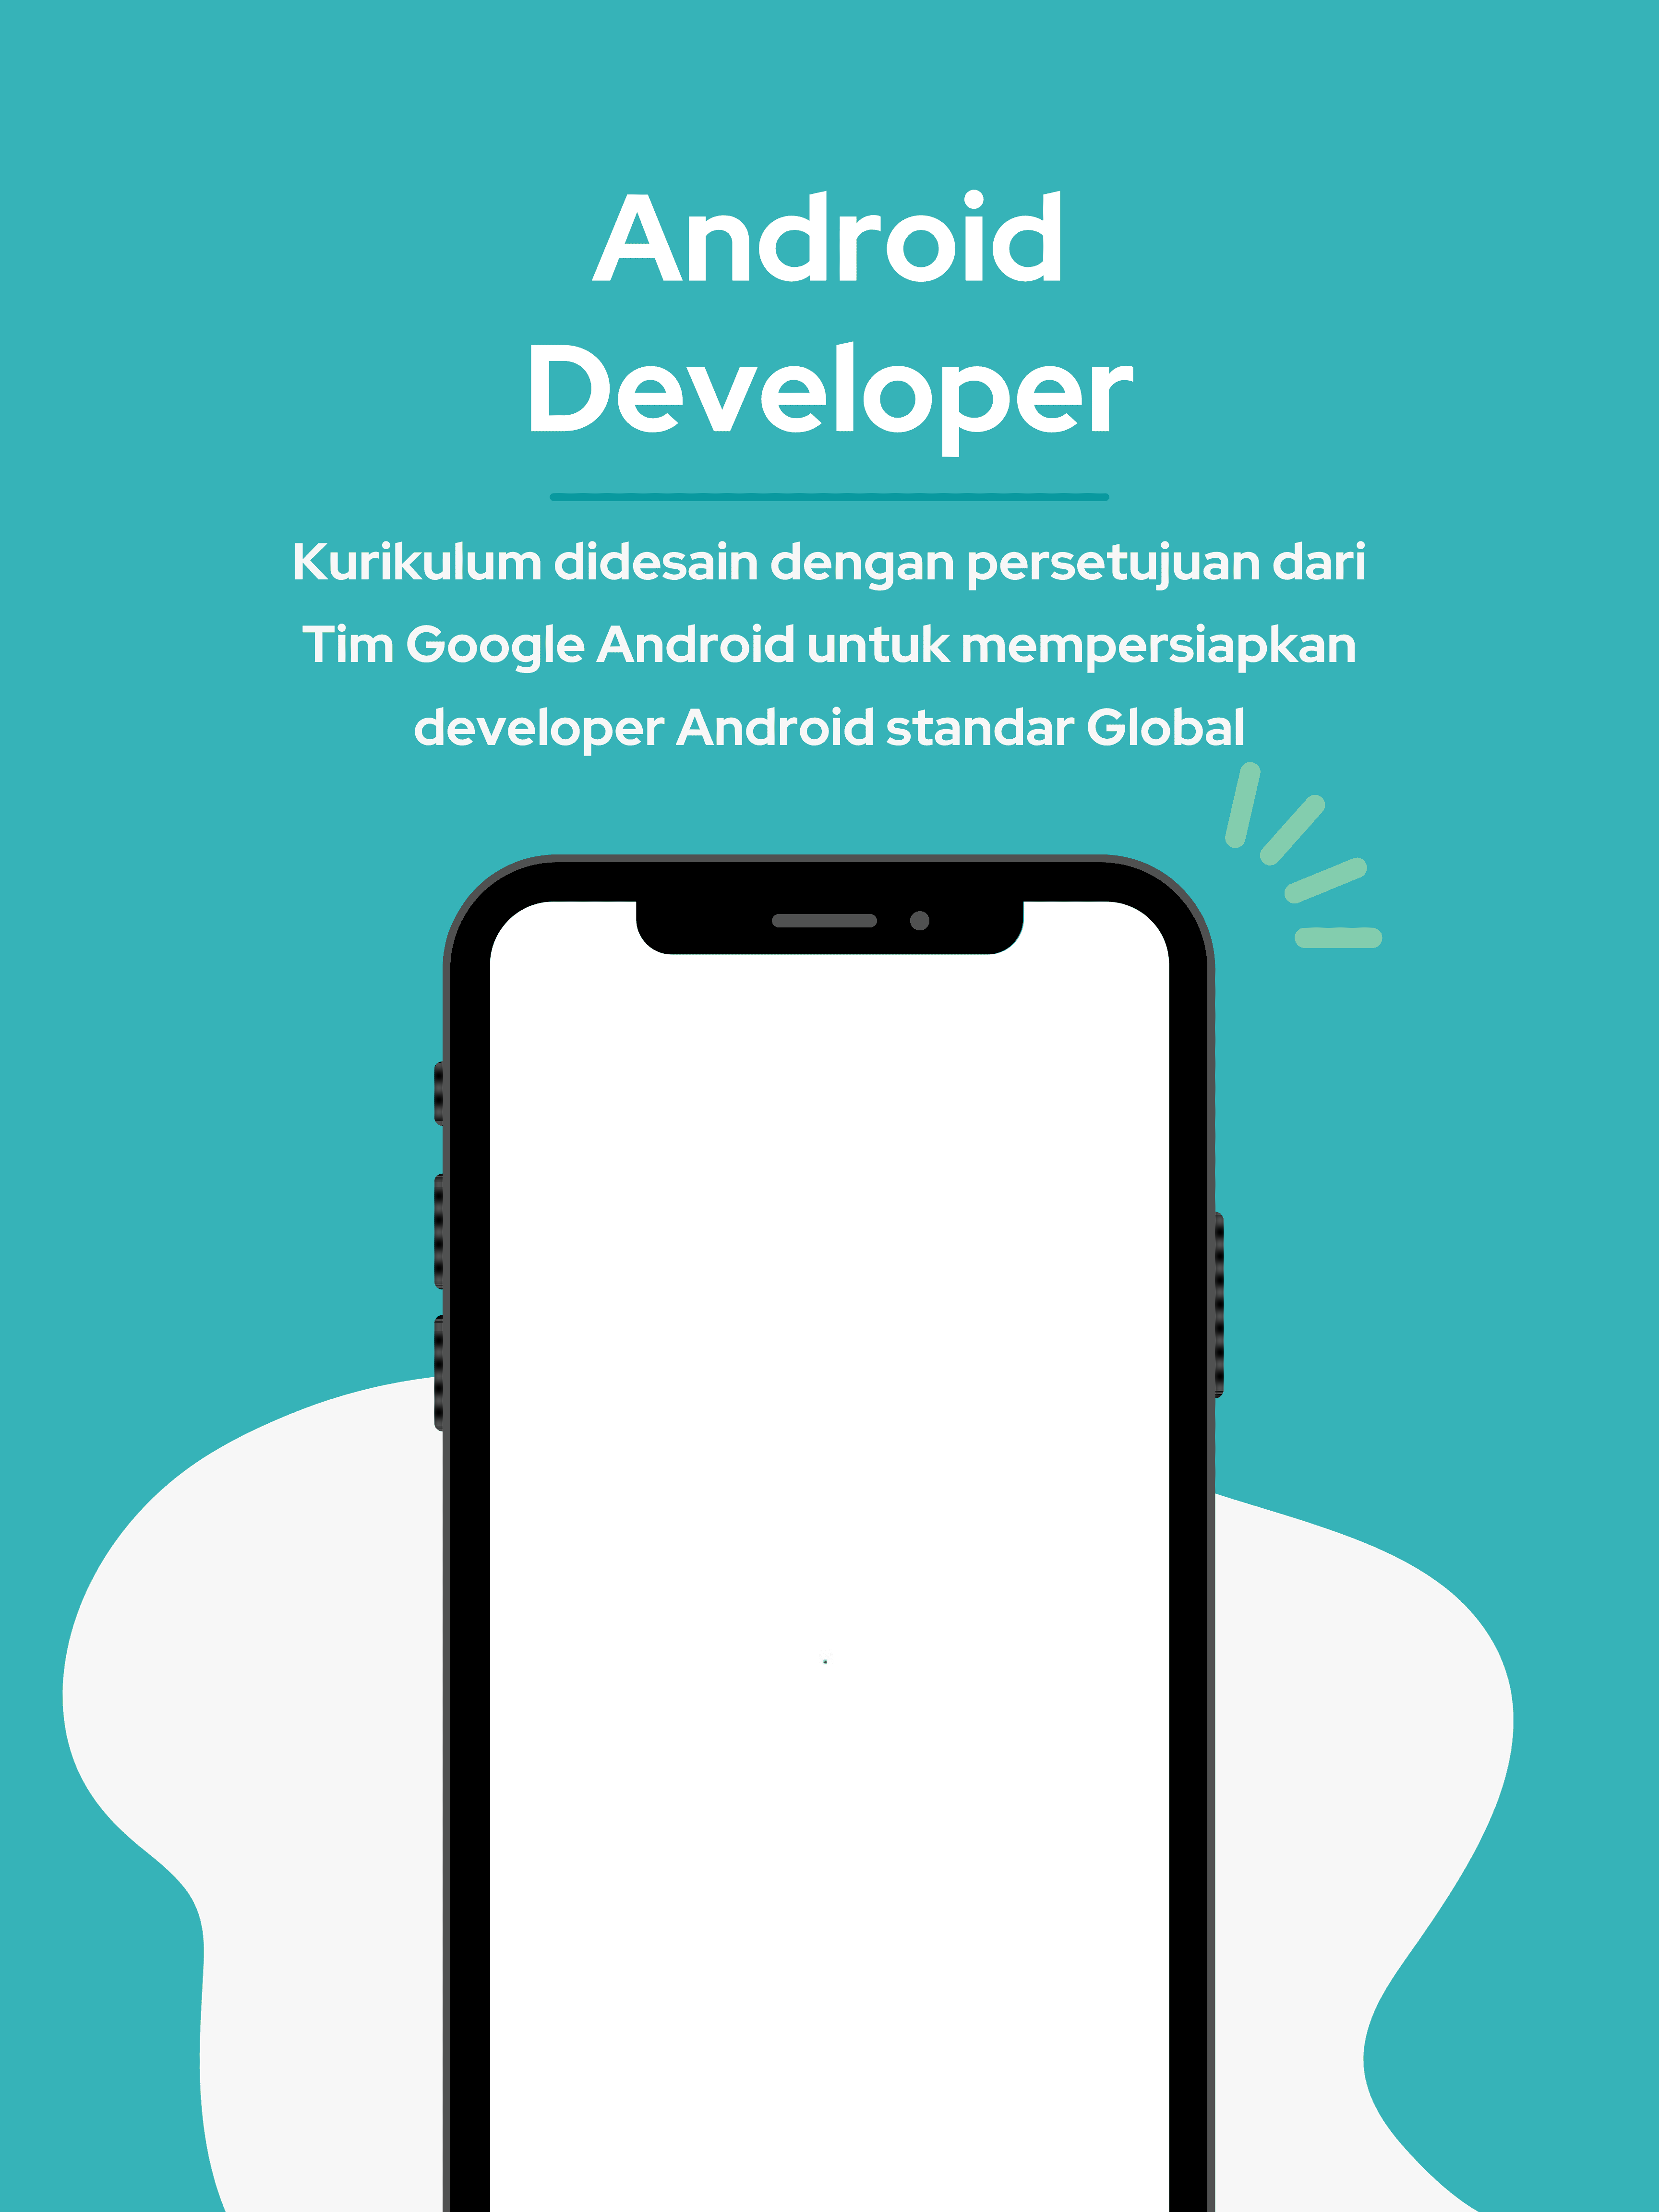 Android
Developer
Kurikulum didesain dengan persetujuan dari
Tim Google Android untuk mempersiapkan
developer Android standar Global